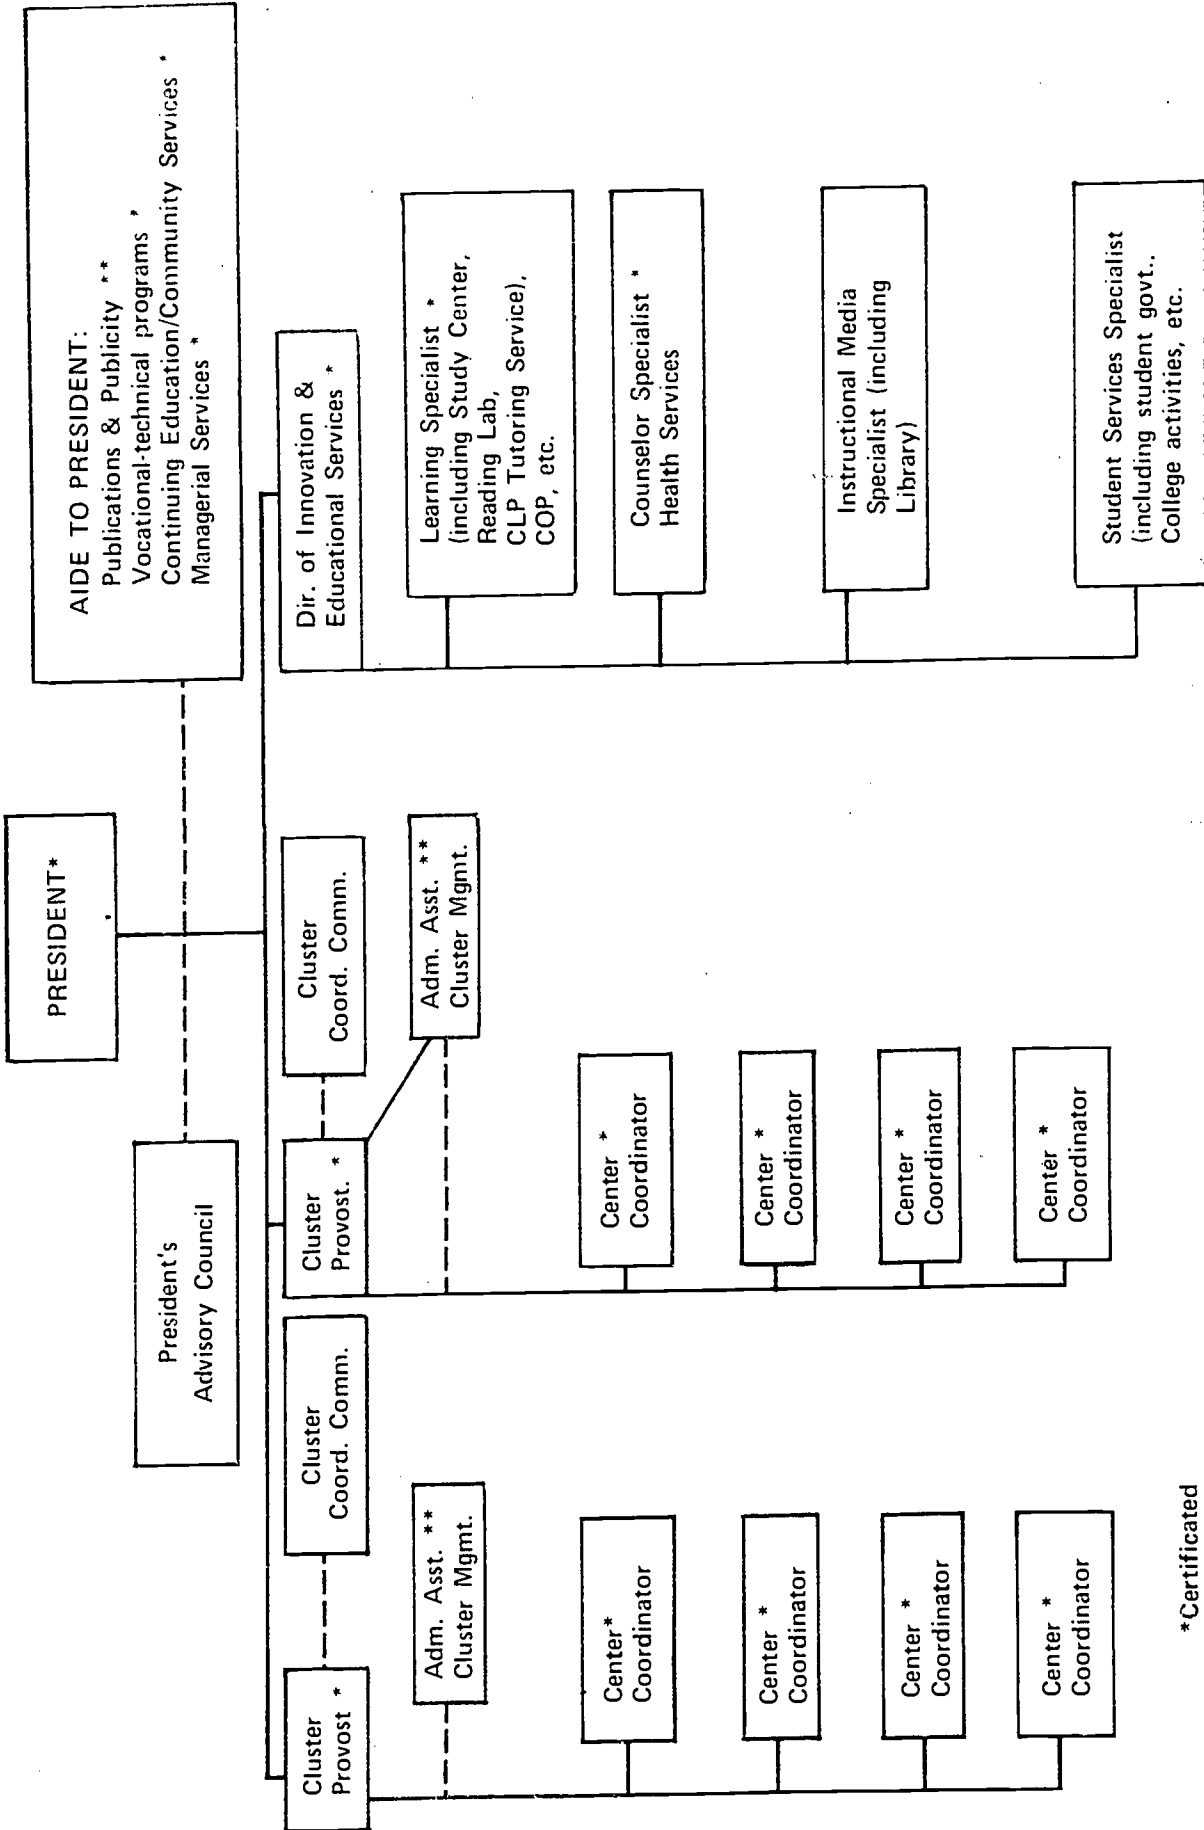 PRESIDENT*
AIDE TO PRESIDENT:
Publications & Publicity **
Vocational-technical programs *
Continuing Education/Community Services *
Managerial Services *
President's
Advisory Council
Cluster
Provost *
Cluster
Coord. Comm.
Cluster
Provost. *
Cluster
Coord. Comm.
Dir. of Innovation &
Educational Services *
Adm. Asst. **
Cluster Mgmt.
Adm. Asst. **
Cluster Mgmt.
Learning Specialist *
(including Study Center,
Reading Lab,
CLP Tutoring Service),
COP, etc.
Center*
Coordinator
Center *
Coordinator
Counselor Specialist *
Health Services
Center *
Coordinator
Center *
Coordinator
Instructional Media
Specialist (including
Library)
Center *
Coordinator
Center *
Coordinator
Center *
Coordinator
Center *
Coordinator
Student Services Specialist
(including student govt..
College activities, etc.
*Certificated